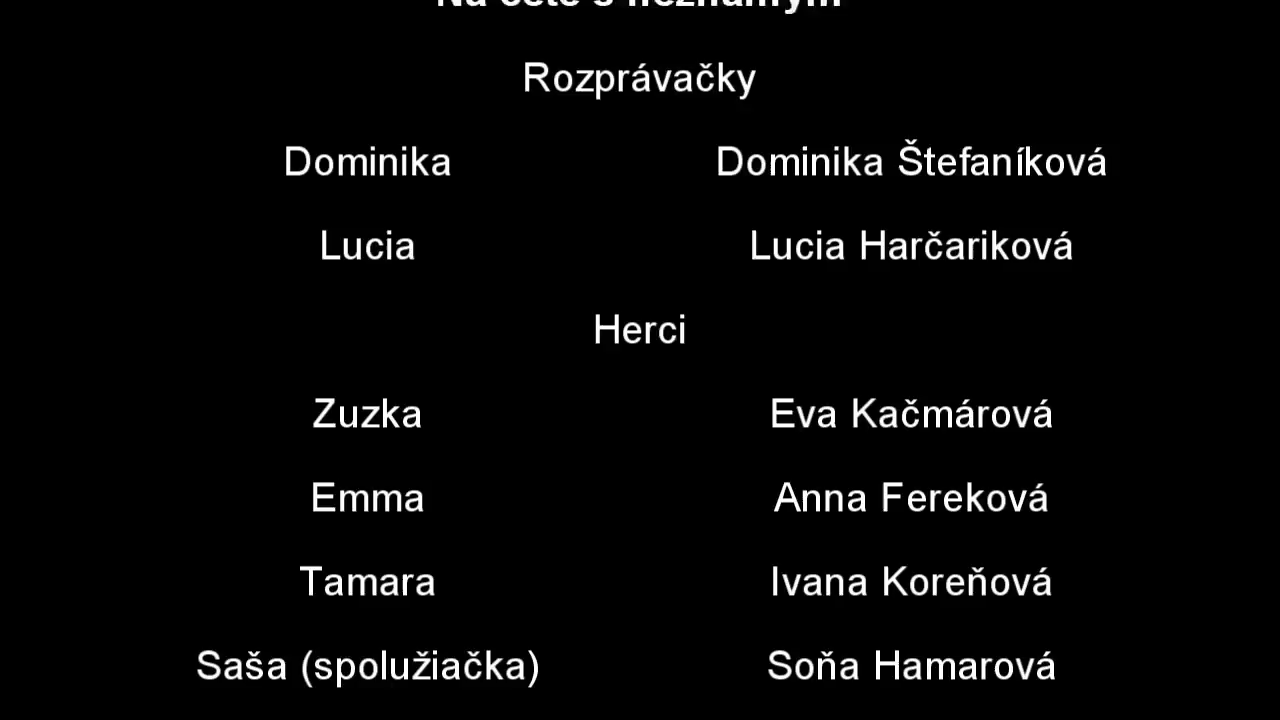 Rozprávačky
Dominika Dominika Štefaníková
Lucia Lucia Harčariková
Herci
Zuzka Eva Kačmárová
Emma Anna Fereková
Tamara Ivana Koreňová
Saša (spolužiačka) Soňa Hamarová